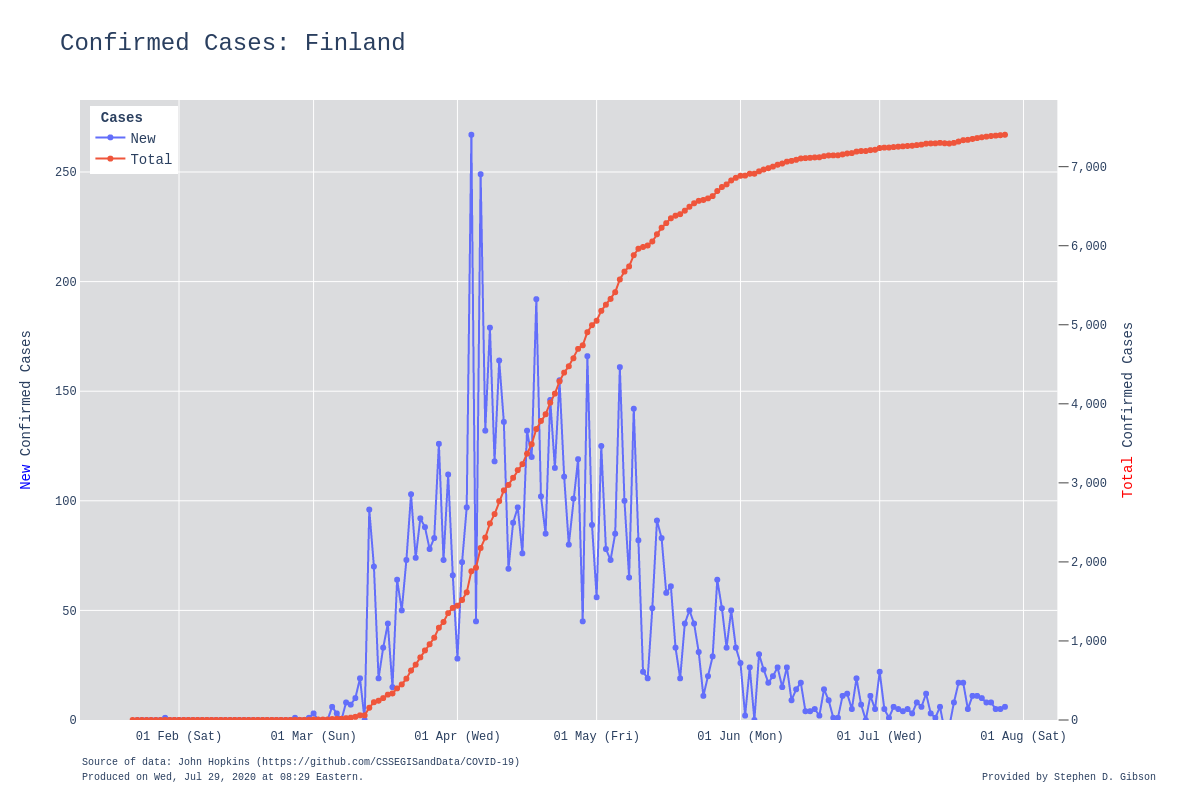 Confirmed Cases: Finland
Cases
New
Total
250
200
150
100
50
0
7,000
6,000
5,000
4,000
3,000
2,000
1,000
0
New Confirmed Cases
Total Confirmed Cases
01 Feb (Sat) 01 Mar (Sun) 01 Apr (Wed) 01 May (Fri) 01 Jun (Mon) 01 Jul (Wed) 01 Aug (Sat)
Source of data: John Hopkins (https://github.com/CSSEGISandData/COVID-19)
Produced on Wed, Jul 29, 2020 at 08:29 Eastern.
Provided by Stephen D. Gibson